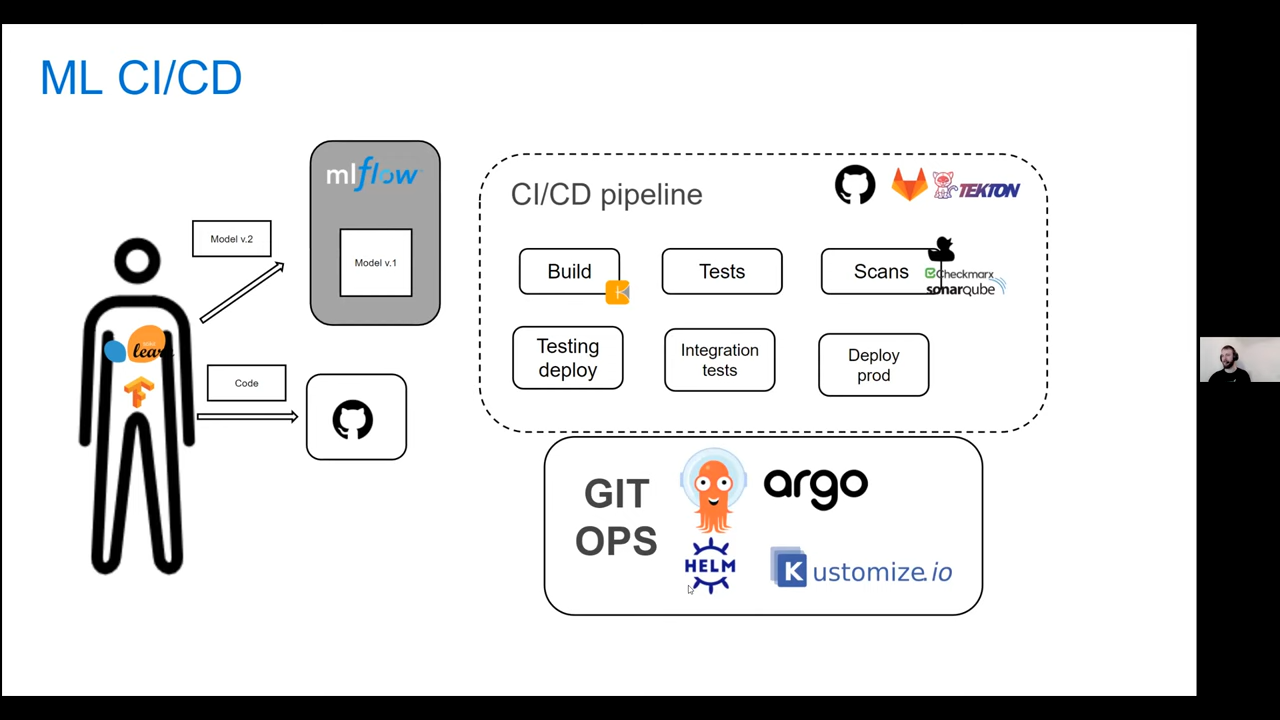 ML CI/CD
mlflow
Model v.2
Model v.1
learn
Code
CI/CD pipeline
TEKTON
Build
Tests
Scans
Checkmarx
sonarqube
Testing
deploy
Integration
tests
Deploy
prod
GIT
OPS
argo
HELM
K
ustomize.io